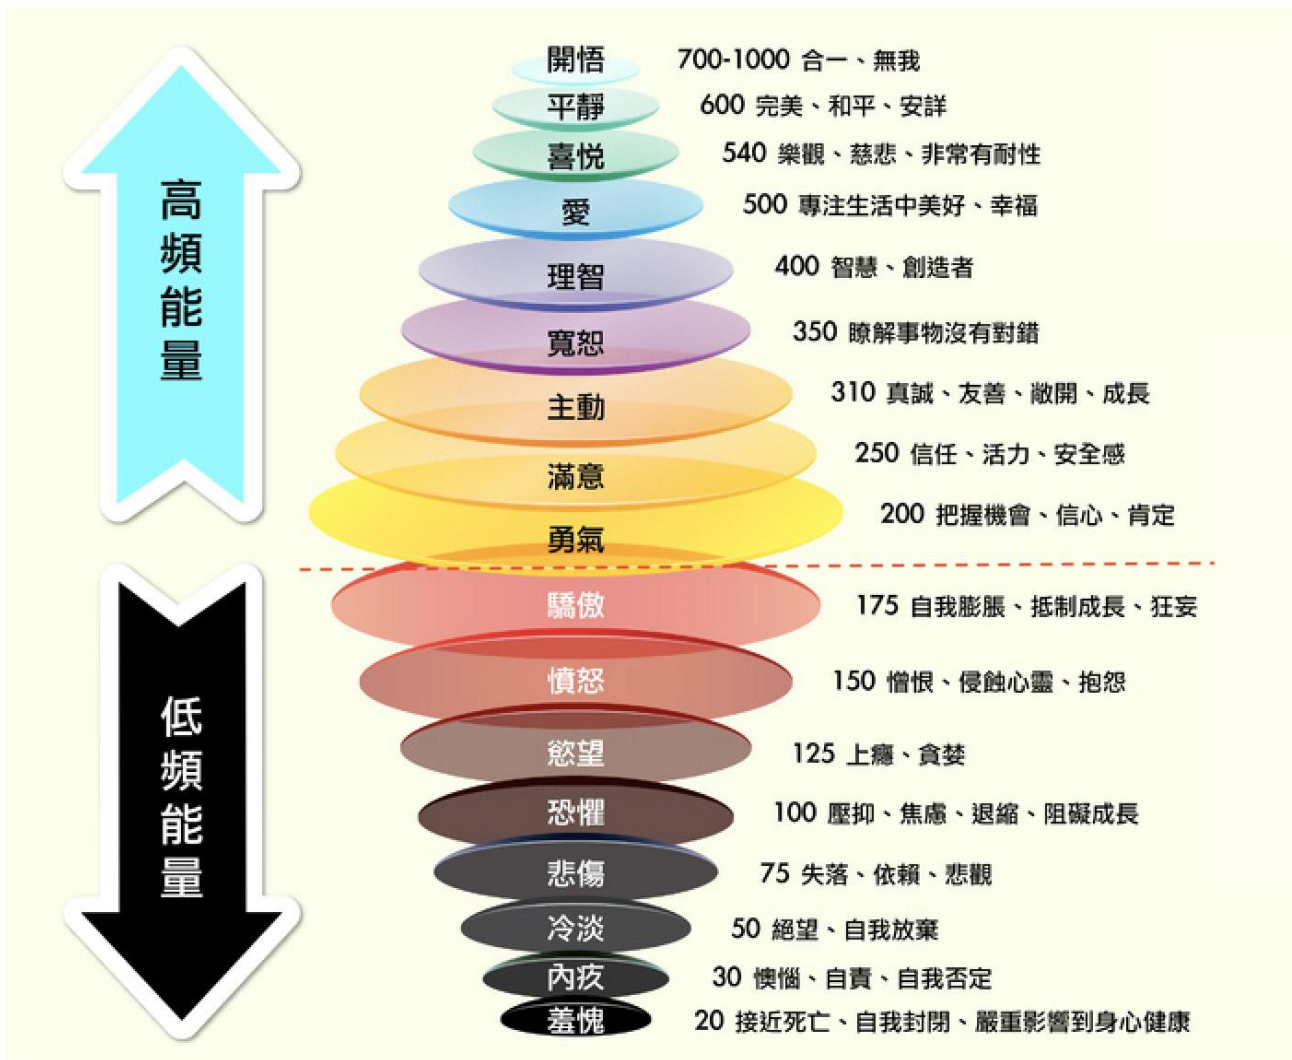 高頻能量
開悟 700-1000 合一、無我
平靜 600 完美、和平、安詳
喜悅 540 樂觀、慈悲、非常有耐性
愛 500 專注生活中美好、幸福
理智 400 智慧、創造者
寬恕 350 瞭解事物沒有對錯
主動 310 真誠、友善、敞開、成長
滿意 250 信任、活力、安全感
勇氣 200 把握機會、信心、肯定
低頻能量
驕傲 175 自我膨脹、抵制成長、狂妄
憤怒 150 憎恨、侵蝕心靈、抱怨
慾望 125 上癮、貪婪
恐懼 100 壓抑、焦慮、退縮、阻礙成長
悲傷 75 失落、依賴、悲觀
冷淡 50 絕望、自我放棄
內疚 30 懊惱、自責、自我否定
羞愧 20 接近死亡、自我封閉、嚴重影響到身心健康